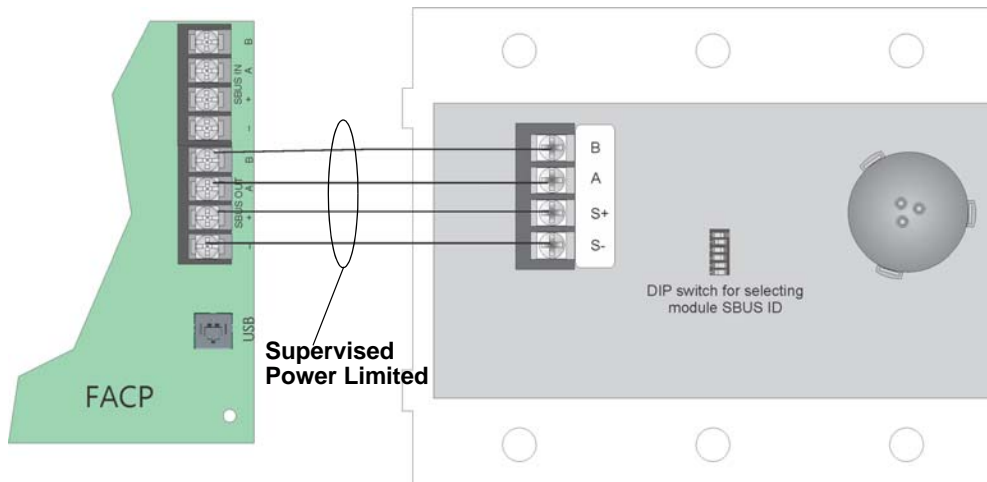 B
A
SBUS IN
+
–
B
A
SBUS OUT
+
–
USB
FACP
Supervised
Power Limited
B
A
S+
S-
DIP switch for selecting
module SBUS ID